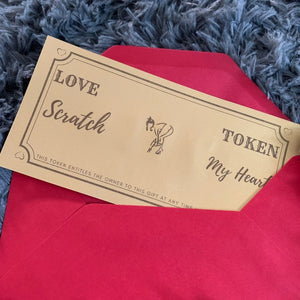 LOVE
Scratch
TOKEN
My Heart
THIS TOKEN ENTITLES THE OWNER TO THIS GIFT AT ANY TIME